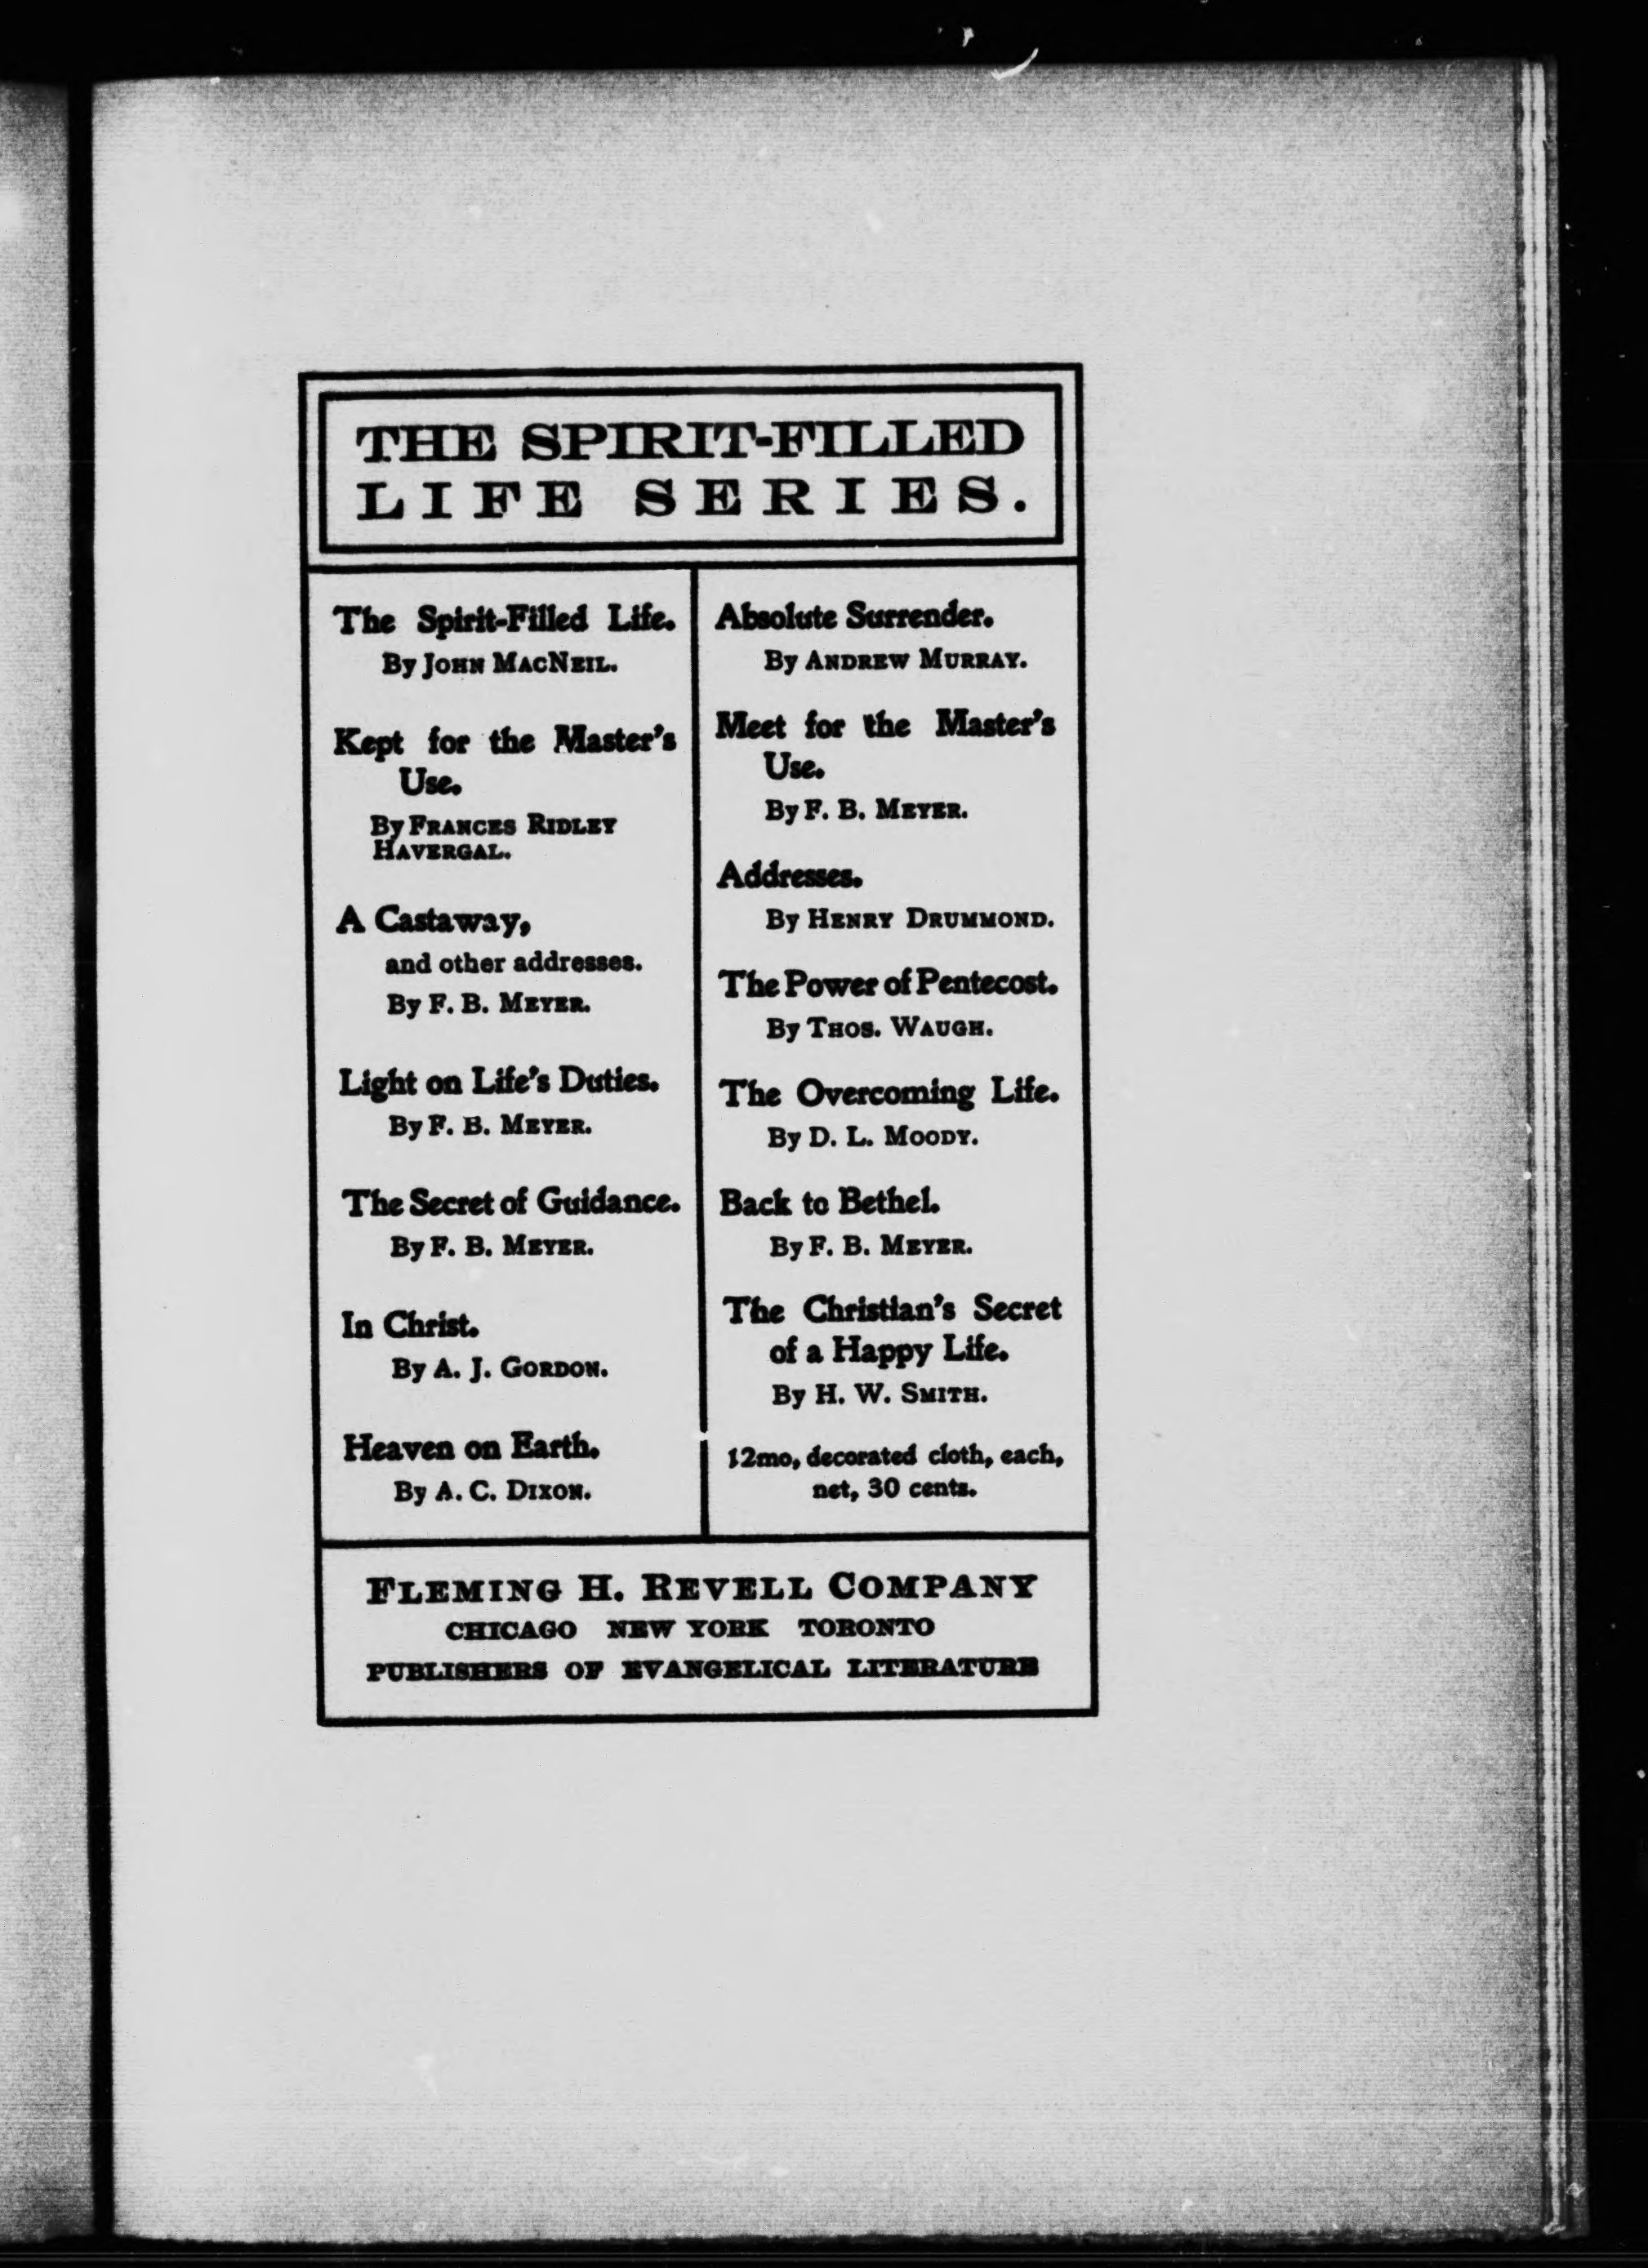 THE SPIRIT-FILLED
LIFE SERIES.
The Spirit-Filled Life.
By JOHN MACNEIL.
Kept for the Master's
Use.
By FRANCES RIDLEY
HAVERGAL.
A Castaway,
and other addresses.
By F. B. MEYER.
Light on Life's Duties.
By F. B. MEYER.
The Secret of Guidance.
By F. B. MEYER.
In Christ.
By A. J. GORDON.
Heaven on Earth.
By A. C. DIXON.
Absolute Surrender.
By ANDREW MURRAY.
Meet for the Master's
Use.
By F. B. MEYER.
Addresses.
By HENRY DRUMMOND.
The Power of Pentecost.
By THOS. WAUGH.
The Overcoming Life.
By D. L. MOODY.
Back to Bethel.
By F. B. MEYER.
The Christian's Secret
of a Happy Life.
By H. W. SMITH.
12mo, decorated cloth, each,
net, 30 cents.
FLEMING H. REVELL COMPANY
CHICAGO NEW YORK TORONTO
PUBLISHERS OF EVANGELICAL LITERATURE